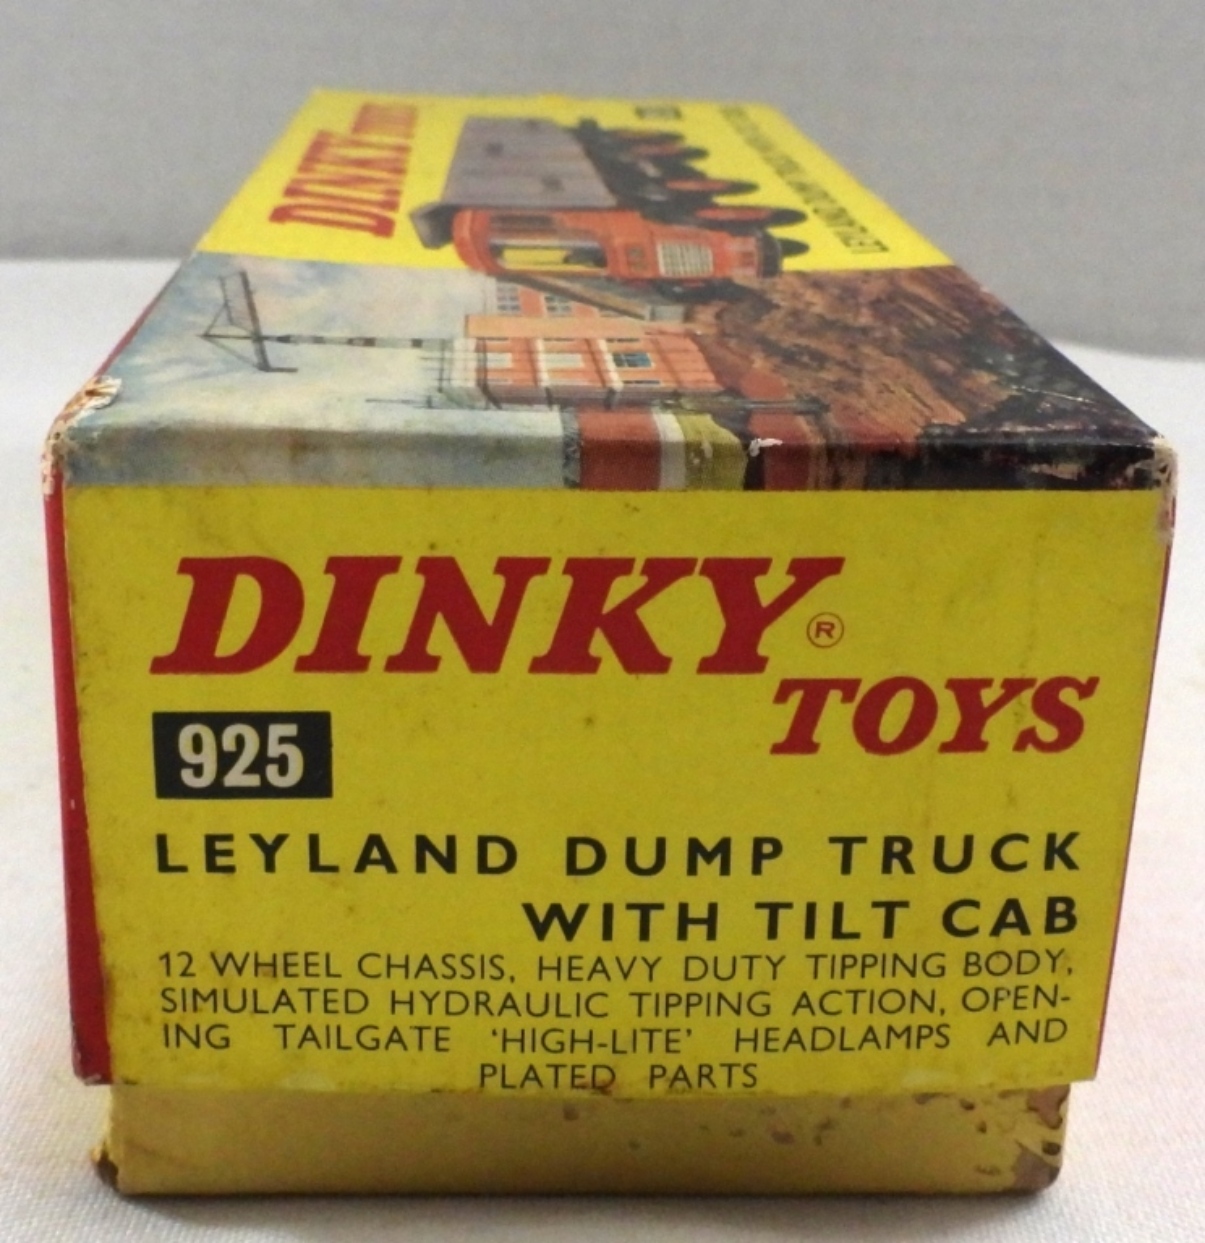 DINKY
DINKY®
TOYS
925
LEYLAND DUMP TRUCK
WITH TILT CAB
12 WHEEL CHASSIS, HEAVY DUTY TIPPING BODY,
SIMULATED HYDRAULIC TIPPING ACTION, OPEN-
ING TAILGATE ‘HIGH-LITE’ HEADLAMPS AND
PLATED PARTS